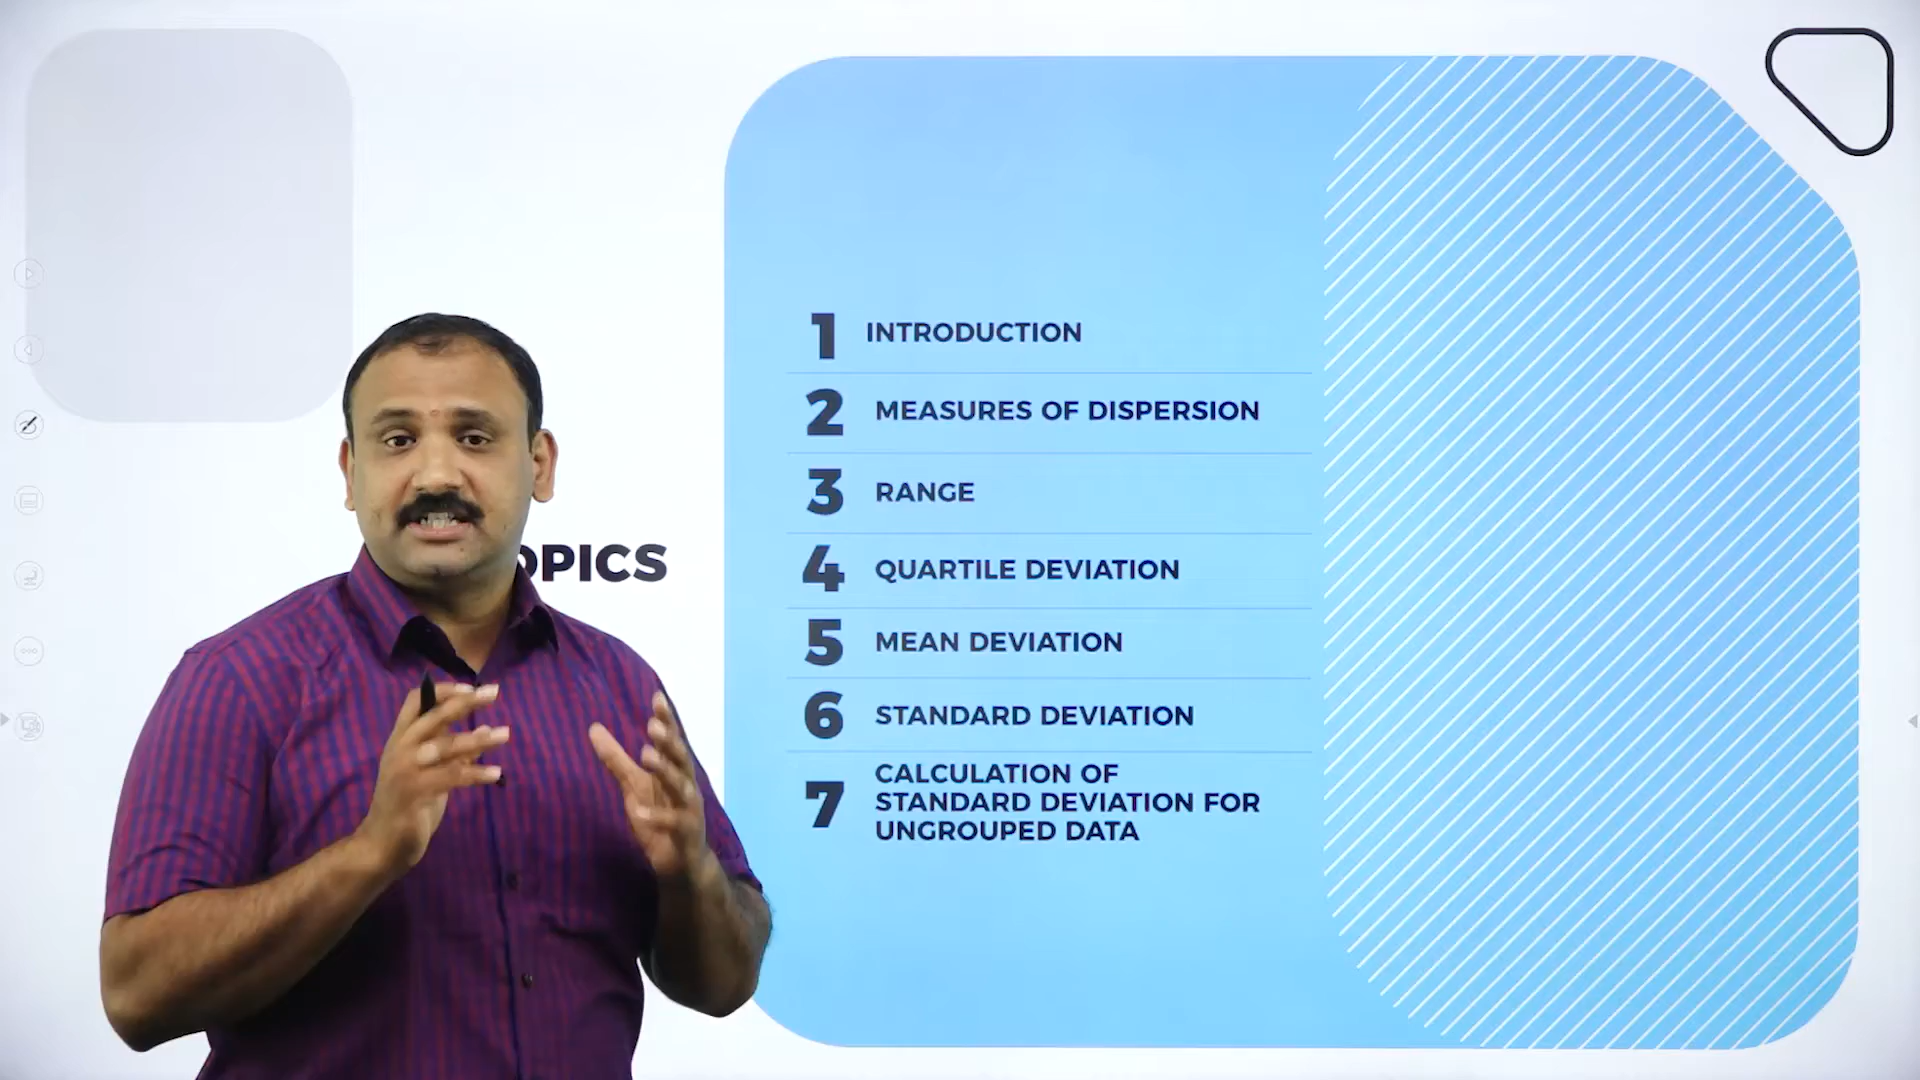 OPICS
1 INTRODUCTION
2 MEASURES OF DISPERSION
3 RANGE
4 QUARTILE DEVIATION
5 MEAN DEVIATION
6 STANDARD DEVIATION
7 CALCULATION OF
STANDARD DEVIATION FOR
UNGROUPED DATA